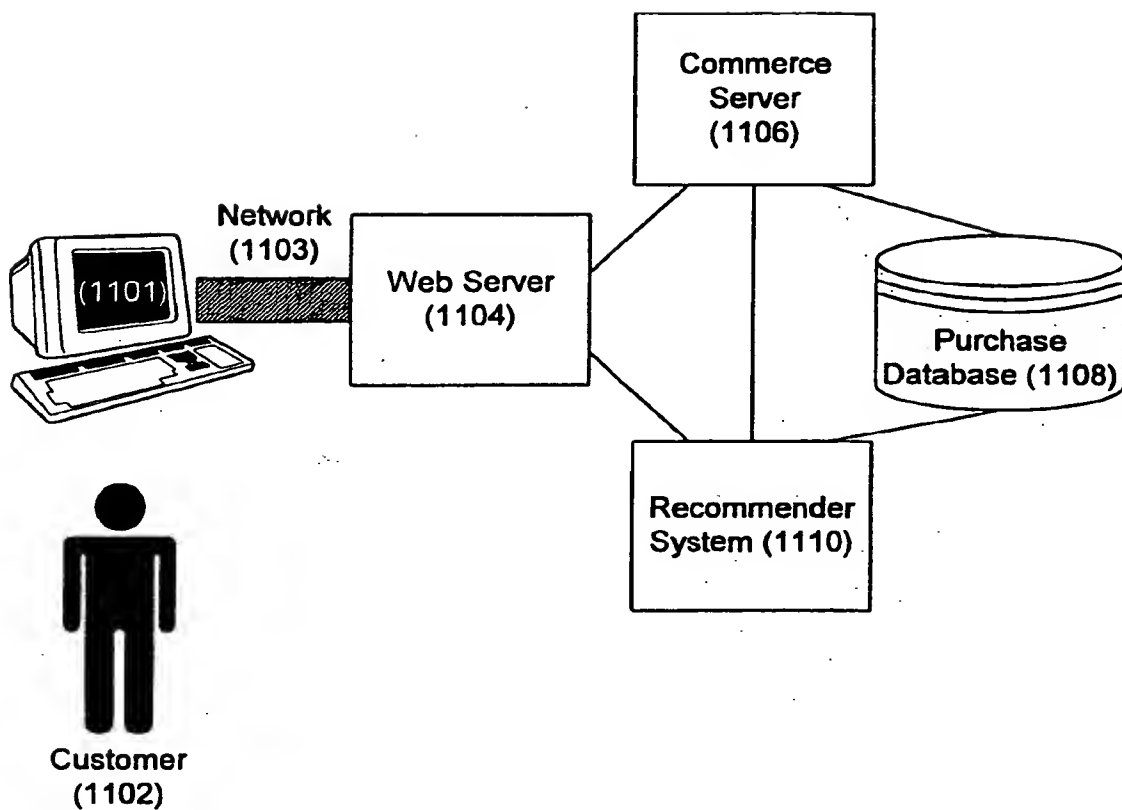 Commerce
Server
(1106)
Network
(1103)
(1101)
Web Server
(1104)
Purchase
Database (1108)
Recommender
System (1110)
Customer
(1102)